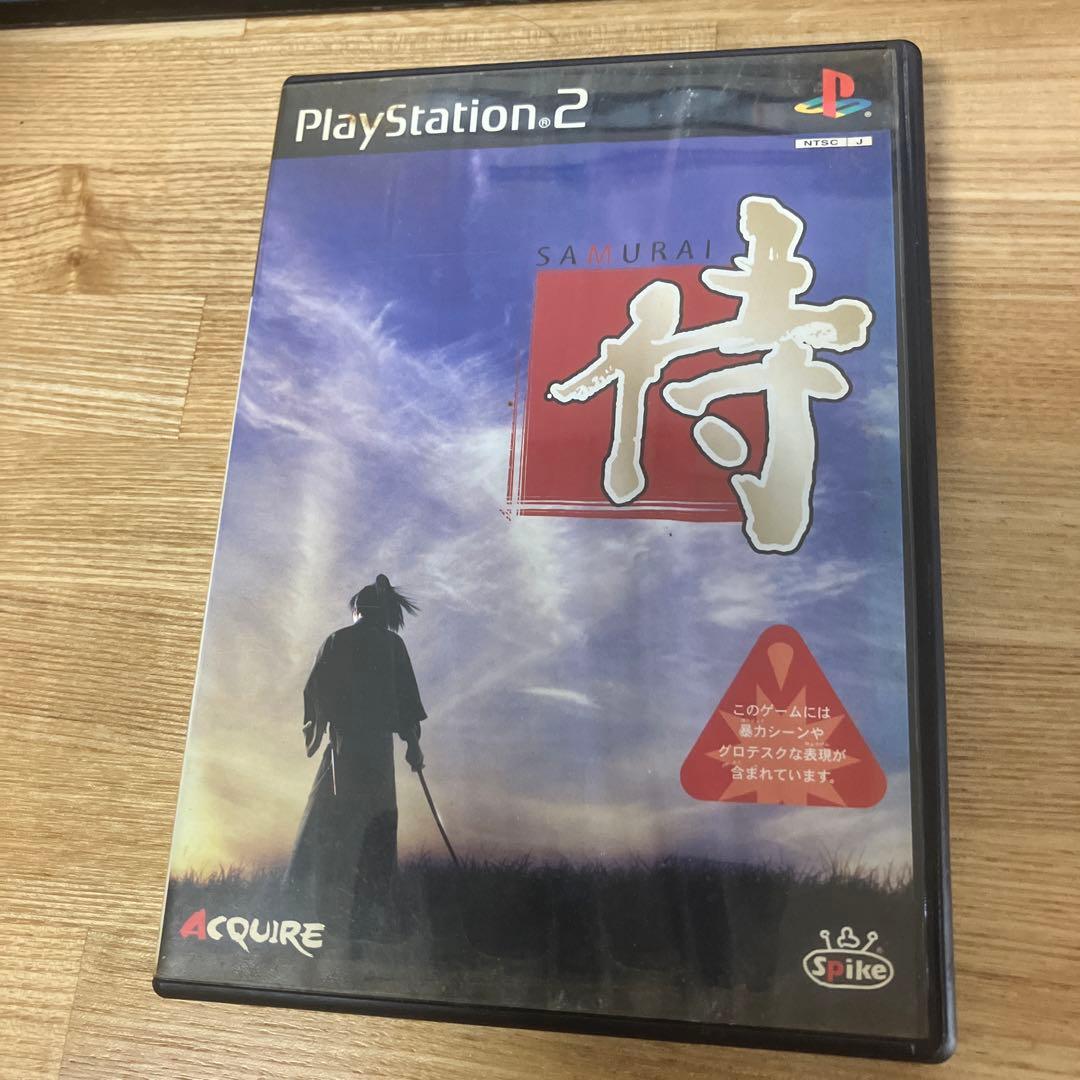 PlayStation®2
NTSC J
SAMURAI
侍
このゲームには
暴力シーンや
グロテスクな表現が
含まれています。
ACQUIRE
Spike